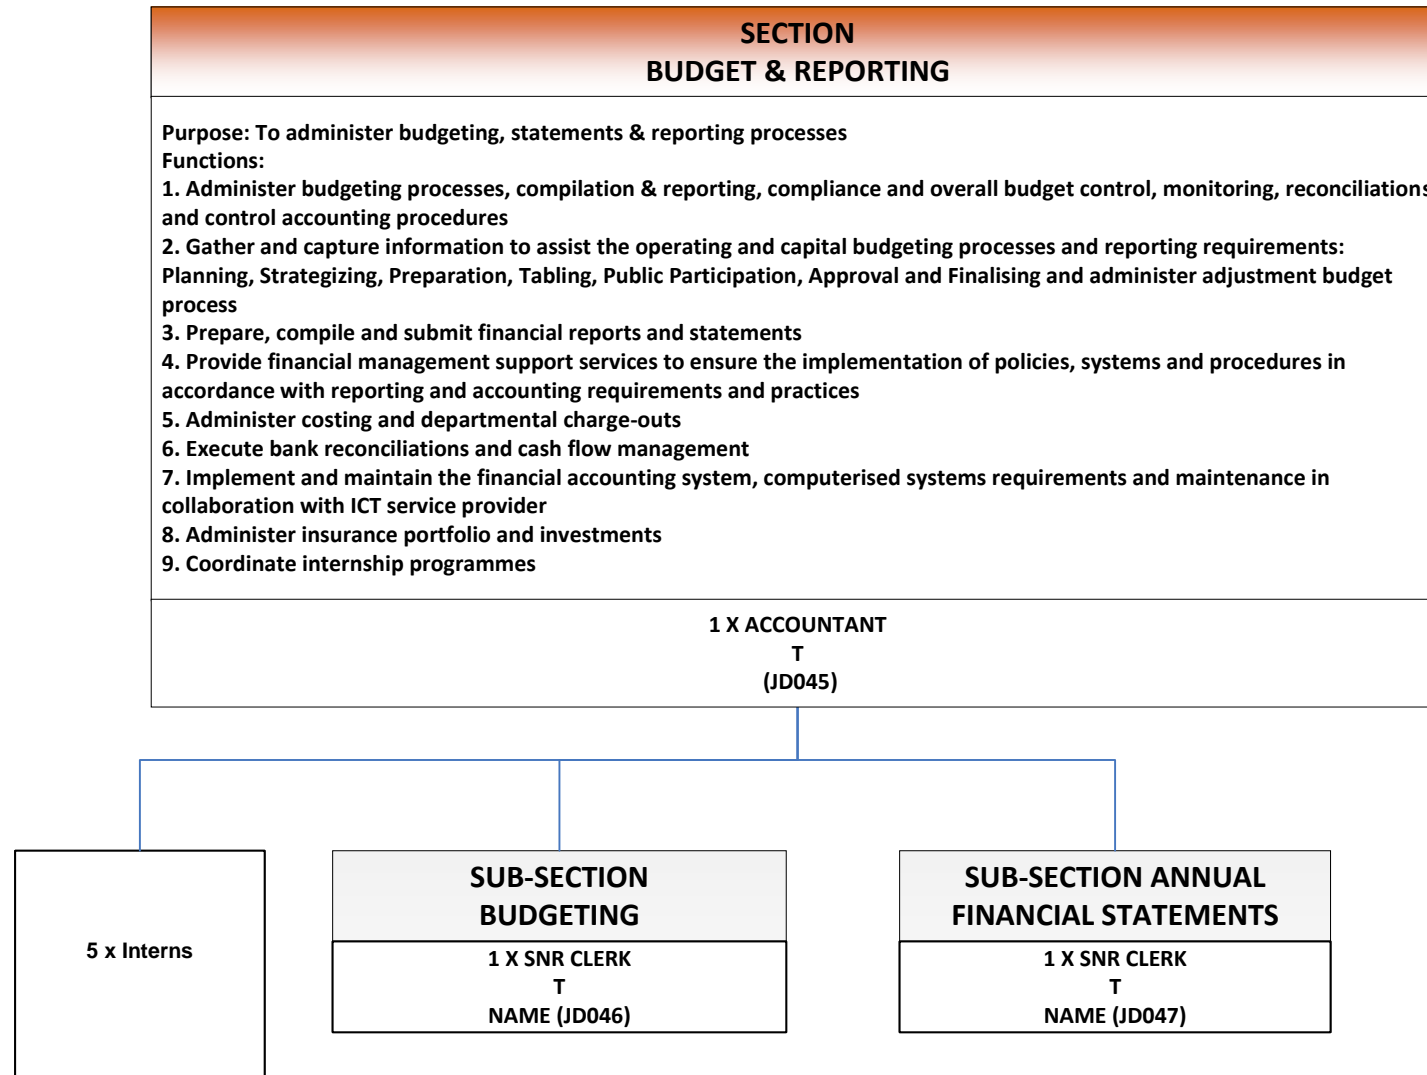 SECTION
BUDGET & REPORTING
Purpose: To administer budgeting, statements & reporting processes
Functions:
1. Administer budgeting processes, compilation & reporting, compliance and overall budget control, monitoring, reconciliations
and control accounting procedures
2. Gather and capture information to assist the operating and capital budgeting processes and reporting requirements:
Planning, Strategizing, Preparation, Tabling, Public Participation, Approval and Finalising and administer adjustment budget
process
3. Prepare, compile and submit financial reports and statements
4. Provide financial management support services to ensure the implementation of policies, systems and procedures in
accordance with reporting and accounting requirements and practices
5. Administer costing and departmental charge-outs
6. Execute bank reconciliations and cash flow management
7. Implement and maintain the financial accounting system, computerised systems requirements and maintenance in
collaboration with ICT service provider
8. Administer insurance portfolio and investments
9. Coordinate internship programmes
1 X ACCOUNTANT
T
(JD045)
5 x Interns
SUB-SECTION
BUDGETING
1 X SNR CLERK
T
NAME (JD046)
SUB-SECTION ANNUAL
FINANCIAL STATEMENTS
1 X SNR CLERK
T
NAME (JD047)